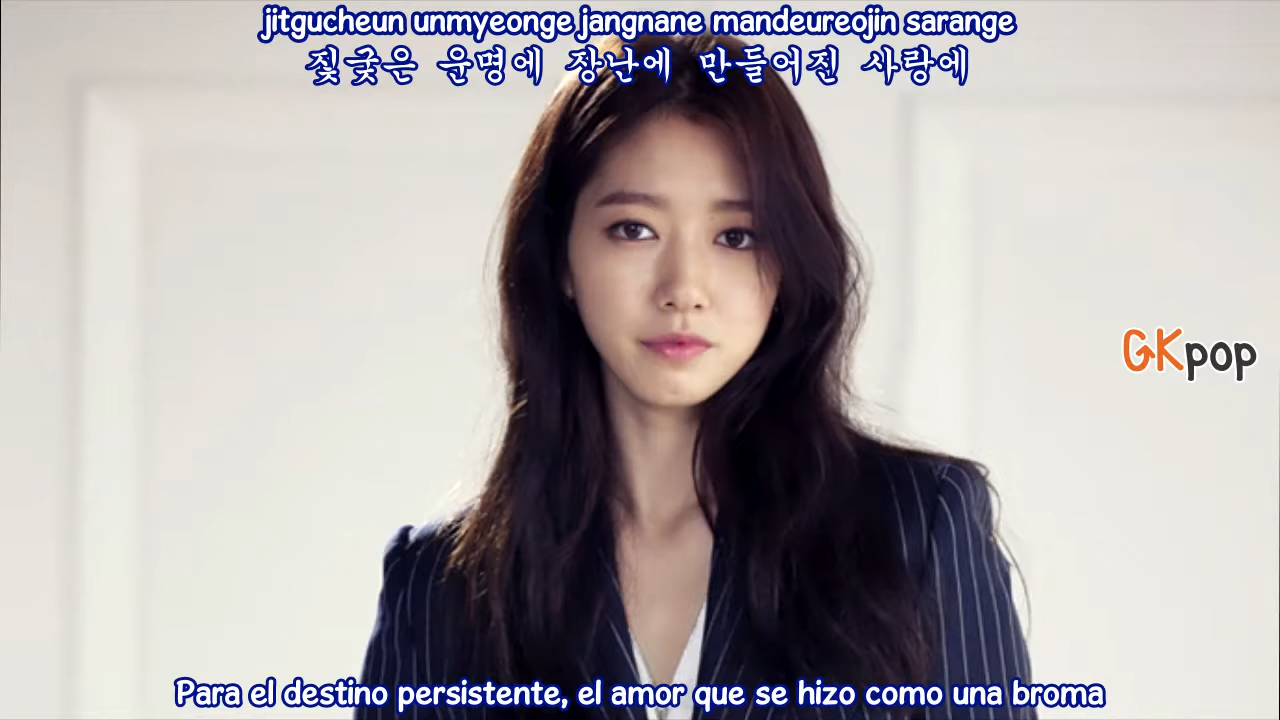 jitgucheun unmyeonge jangnane mandeureojin sarange
짖궂은 운명에 장난에 만들어진 사랑에
GKpop
Para el destino persistente, el amor que se hizo como una broma